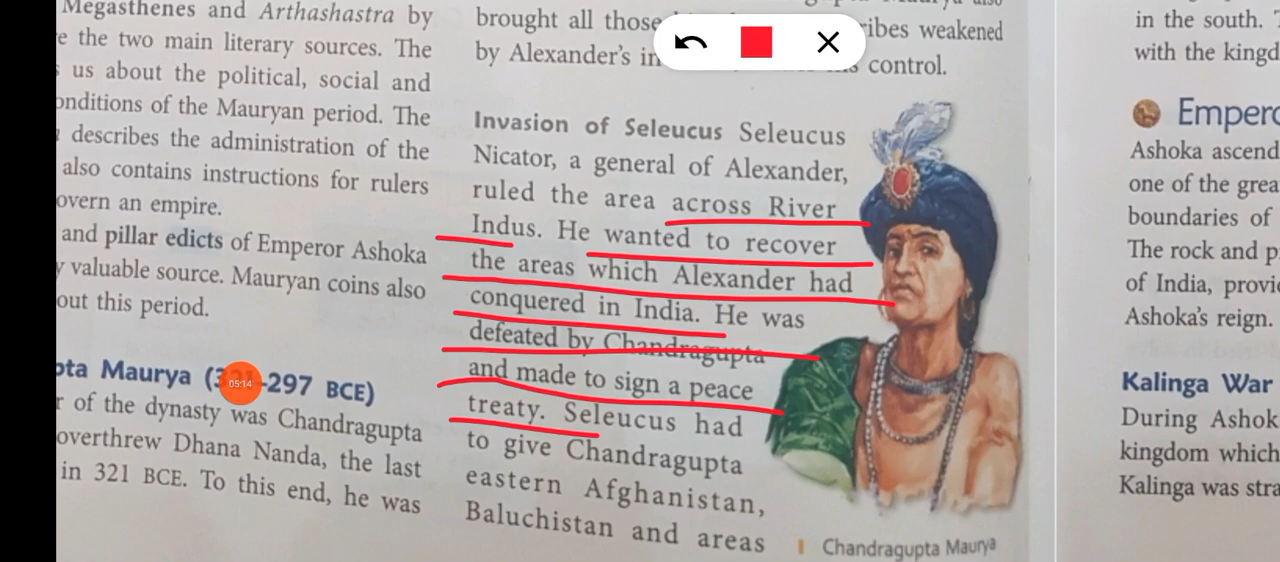 Megasthenes and Arthashastra by
the two main literary sources. The
us about the political, social and
onditions of the Mauryan period. The
describes the administration of the
also contains instructions for rulers
overn an empire.
and pillar edicts of Emperor Ashoka
valuable source. Mauryan coins also
out this period.
pta Maurya (3 -297 BCE)
05:14
of the dynasty was Chandragupta
overthrew Dhana Nanda, the last
in 321 BCE. To this end, he was
brought all those ribes weakened
by Alexander's in control.
Invasion of Seleucus Seleucus
Nicator, a general of Alexander,
ruled the area across River
Indus. He wanted to recover
the areas which Alexander had
conquered in India. He was
defeated by Chandragupta
and made to sign a peace
treaty. Seleucus had
to give Chandragupta
eastern Afghanistan,
Baluchistan and areas
Chandragupta Maurya
in the south.
with the kingd
Empero
Ashoka ascend
one of the grea
boundaries of
The rock and p
of India, provi
Ashoka's reign.
Kalinga War
During Ashok
kingdom which
Kalinga was stra